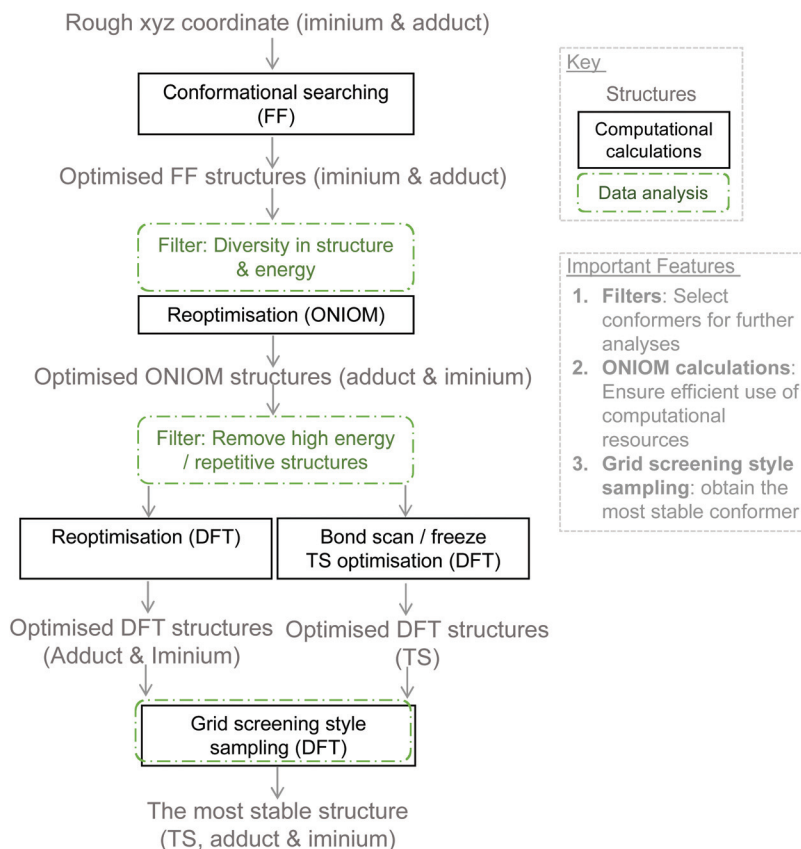 Rough xyz coordinate (iminium & adduct)
Conformational searching
(FF)
Optimised FF structures (iminium & adduct)
Filter: Diversity in structure
& energy
Reoptimisation (ONIOM)
Optimised ONIOM structures (adduct & iminium)
Filter: Remove high energy
/ repetitive structures
Reoptimisation (DFT)
Bond scan / freeze
TS optimisation (DFT)
Optimised DFT structures
(Adduct & Iminium)
Optimised DFT structures
(TS)
Grid screening style
sampling (DFT)
The most stable structure
(TS, adduct & iminium)
Key
Structures
Computational
calculations
Data analysis
Important Features
1. Filters: Select
conformers for further
analyses
2. ONIOM calculations:
Ensure efficient use of
computational
resources
3. Grid screening style
sampling: obtain the
most stable conformer